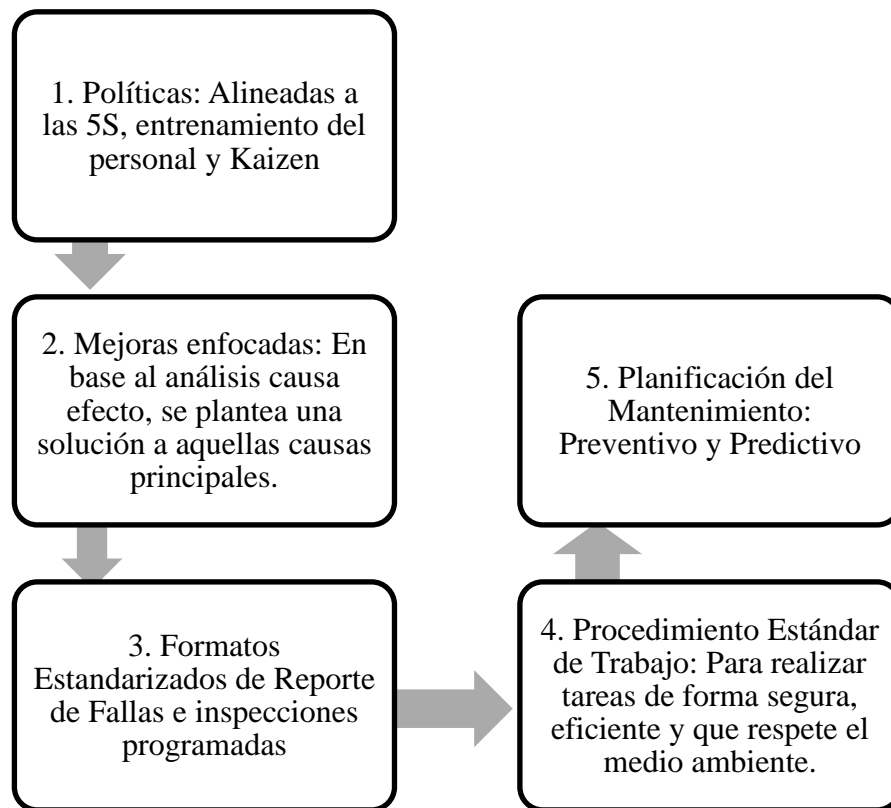 1. Políticas: Alineadas a
las 5S, entrenamiento del
personal y Kaizen
2. Mejoras enfocadas: En
base al análisis causa
efecto, se plantea una
solución a aquellas causas
principales.
3. Formatos
Estandarizados de Reporte
de Fallas e inspecciones
programadas
4. Procedimiento Estándar
de Trabajo: Para realizar
tareas de forma segura,
eficiente y que respete el
medio ambiente.
5. Planificación del
Mantenimiento:
Preventivo y Predictivo